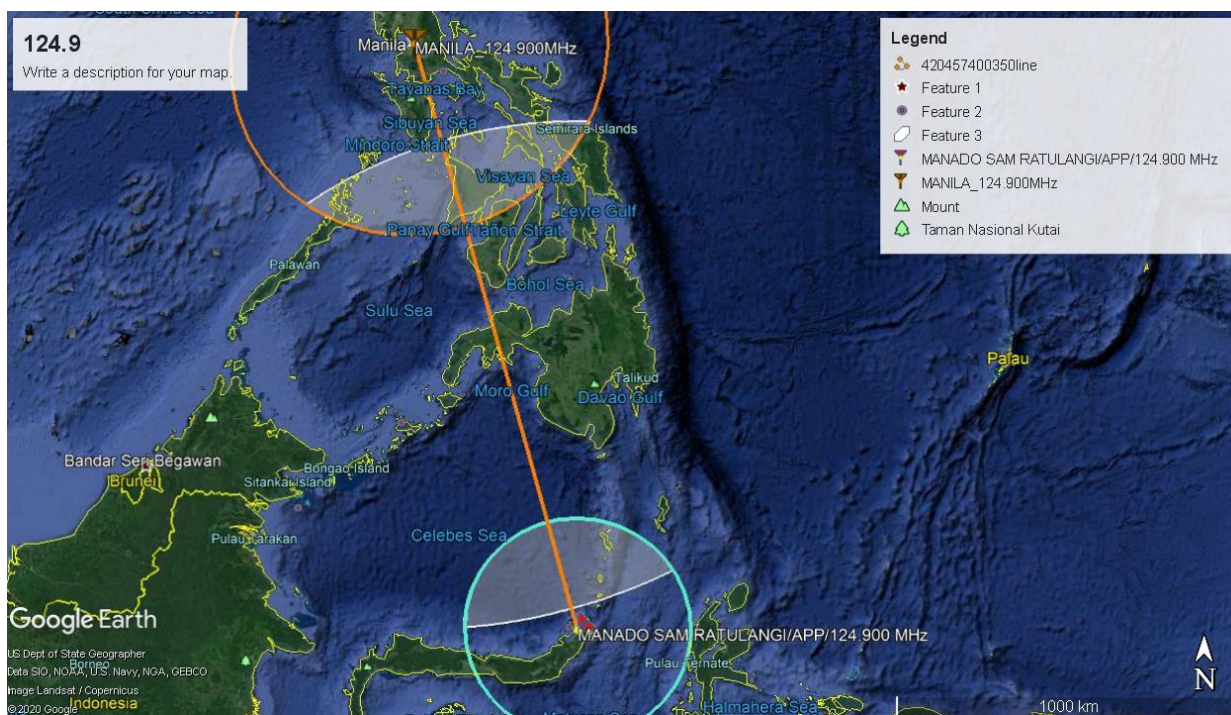 124.9
Write a description for your map.
Legend
420457400350line
Feature 1
Feature 2
Feature 3
MANADO SAM RATULANGI/APP/124.900 MHz
MANILA_124.900MHz
Mount
Taman Nasional Kutai
Manila
MANILA_124.900MHz
Tayabas Bay
Sibuyan Sea
Semirara Islands
Mindoro Strait
Visayan Sea
Leyte Gulf
Panay Gulf
Tañon Strait
Palawan
Bohol Sea
Sulu Sea
Palau
Talikud
Moro Gulf
Davao Gulf
Bandar Seri Begawan
Brunei
Bongao Island
Sitankai Island
Celebes Sea
Pulau Tarakan
Google Earth
MANADO SAM RATULANGI/APP/124.900 MHz
US Dept of State Geographer
Pulau Ternate
Borneo
Data SIO, NOAA, U.S. Navy, NGA, GEBCO
N
Image Landsat / Copernicus
Indonesia
Halmahera Sea
1000 km
© 2020 Google